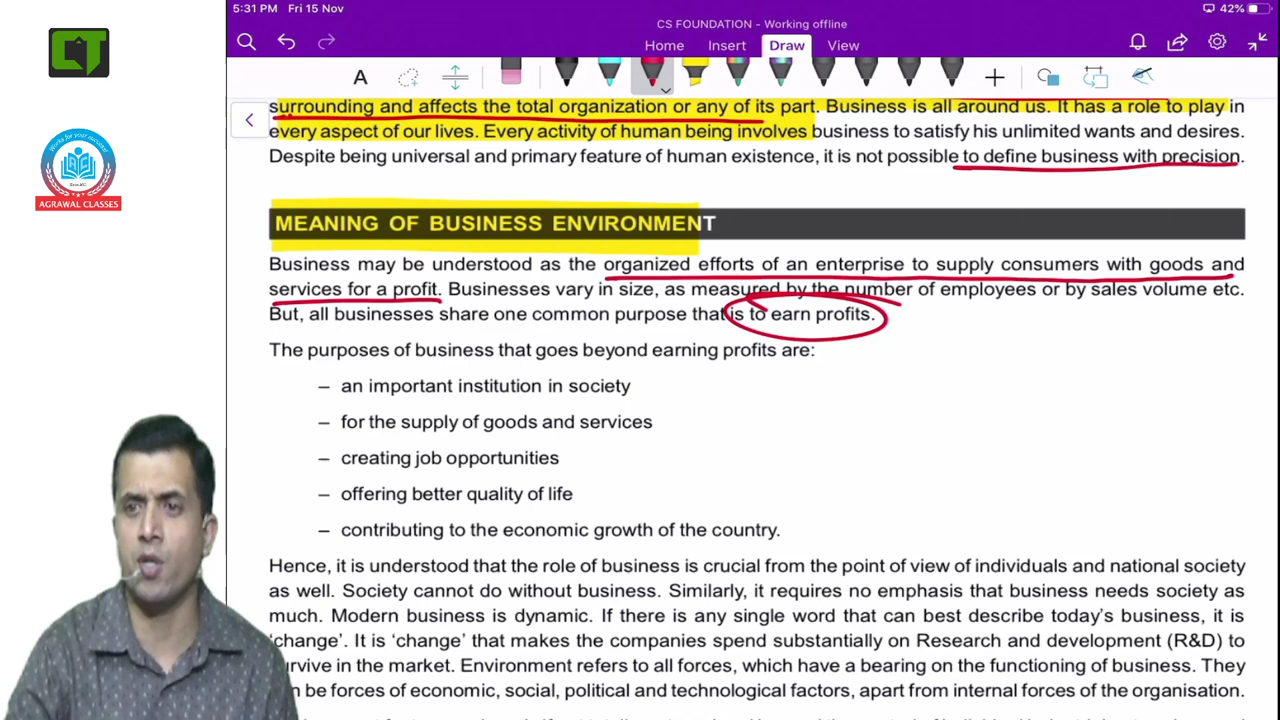 5:31 PM Fri 15 Nov
42%
CS FOUNDATION - Working offline
Home Insert Draw View
A
surrounding and affects the total organization or any of its part. Business is all around us. It has a role to play in
every aspect of our lives. Every activity of human being involves business to satisfy his unlimited wants and desires.
Despite being universal and primary feature of human existence, it is not possible to define business with precision.
AGRAWAL CLASSES
MEANING OF BUSINESS ENVIRONMENT
Business may be understood as the organized efforts of an enterprise to supply consumers with goods and
services for a profit. Businesses vary in size, as measured by the number of employees or by sales volume etc.
But, all businesses share one common purpose that is to earn profits.
The purposes of business that goes beyond earning profits are:
– an important institution in society
– for the supply of goods and services
– creating job opportunities
– offering better quality of life
– contributing to the economic growth of the country.
Hence, it is understood that the role of business is crucial from the point of view of individuals and national society
as well. Society cannot do without business. Similarly, it requires no emphasis that business needs society as
much. Modern business is dynamic. If there is any single word that can best describe today's business, it is
'change'. It is 'change' that makes the companies spend substantially on Research and development (R&D) to
survive in the market. Environment refers to all forces, which have a bearing on the functioning of business. They
be forces of economic, social, political and technological factors, apart from internal forces of the organisation.